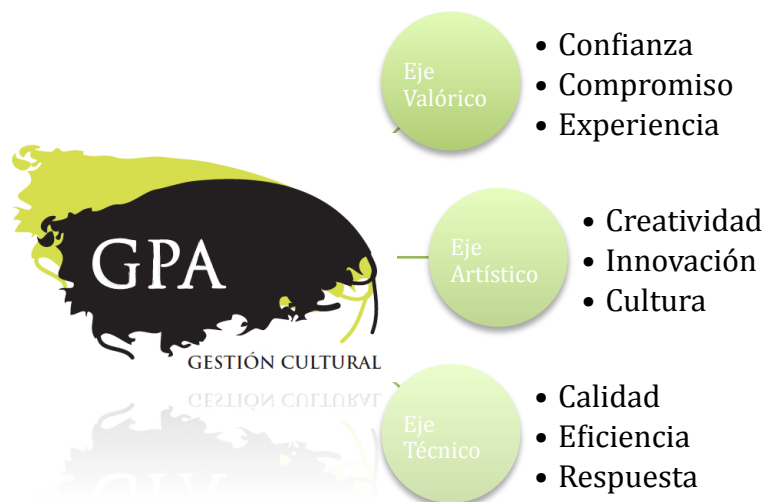 GPA
GESTIÓN CULTURAL
Eje
Valórico
• Confianza
• Compromiso
• Experiencia
Eje
Artístico
• Creatividad
• Innovación
• Cultura
Eje
Técnico
• Calidad
• Eficiencia
• Respuesta